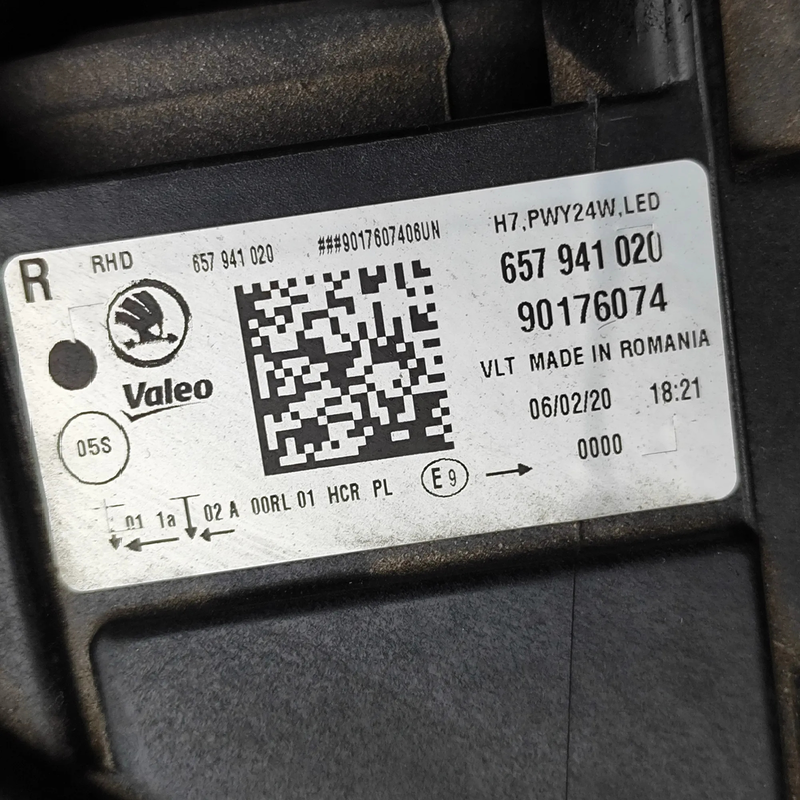 R
RHD
657 941 020
###9017607406UN
H7,PWY24W,LED
657 941 020
90176074
Valeo
VLT MADE IN ROMANIA
06/02/20 18:21
05S
0000
01 1a 02 A 00RL 01 HCR PL
E9